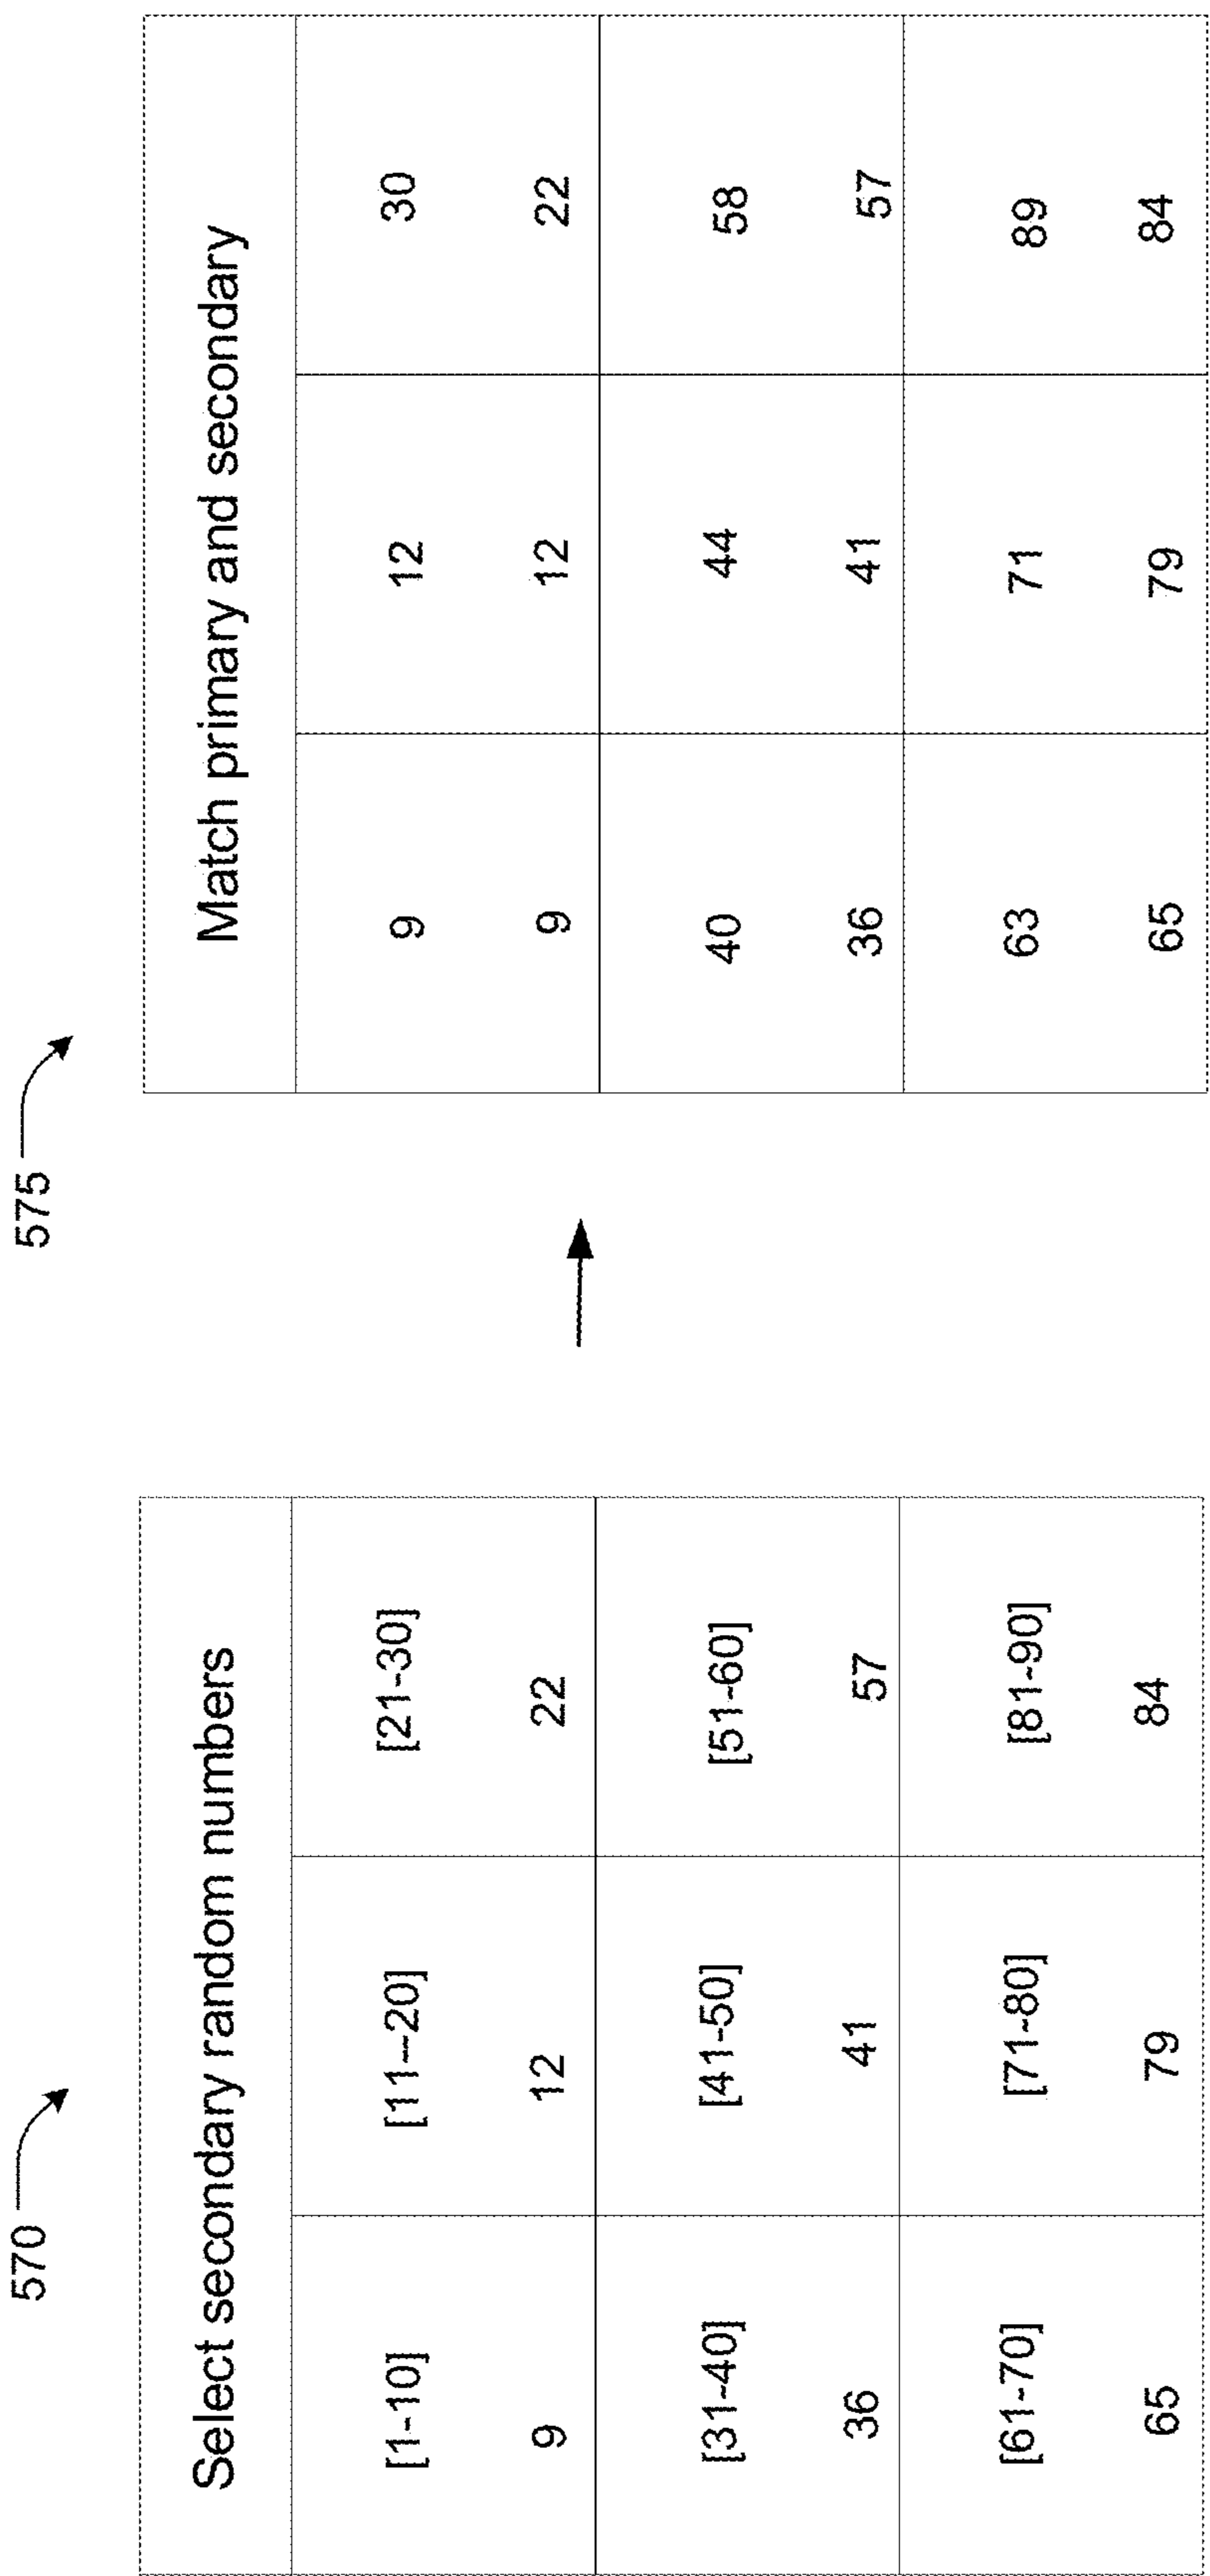 570
Select secondary random numbers
[1-10] [11--20] [21-30]
9 12 22
[31-40] [41-50] [51-60]
36 41 57
[61-70] [71-80] [81-90]
65 79 84
575
Match primary and secondary
9 12 30
9 12 22
40 44 58
36 41 57
63 71 89
65 79 84